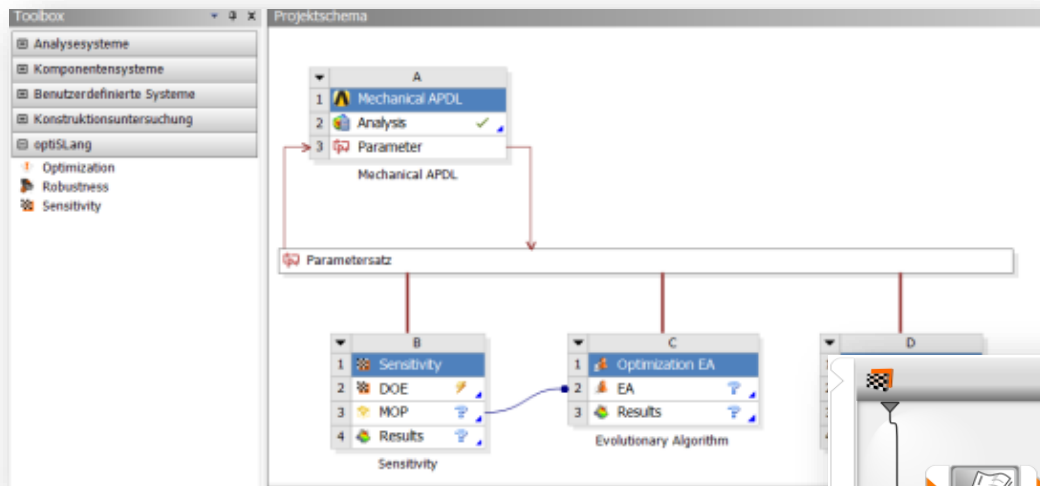 Toolbox
Projektschema
Analysesysteme
Komponentensysteme
Benutzerdefinierte Systeme
Konstruktionsuntersuchung
optiSLang
Optimization
Robustness
Sensitivity
A
1 Mechanical APDL
2 Analysis
3 Parameter
Mechanical APDL
Parametersatz
B
1 Sensitivity
2 DOE
3 MOP
4 Results
Sensitivity
C
1 Optimization EA
2 EA
3 Results
Evolutionary Algorithm
D